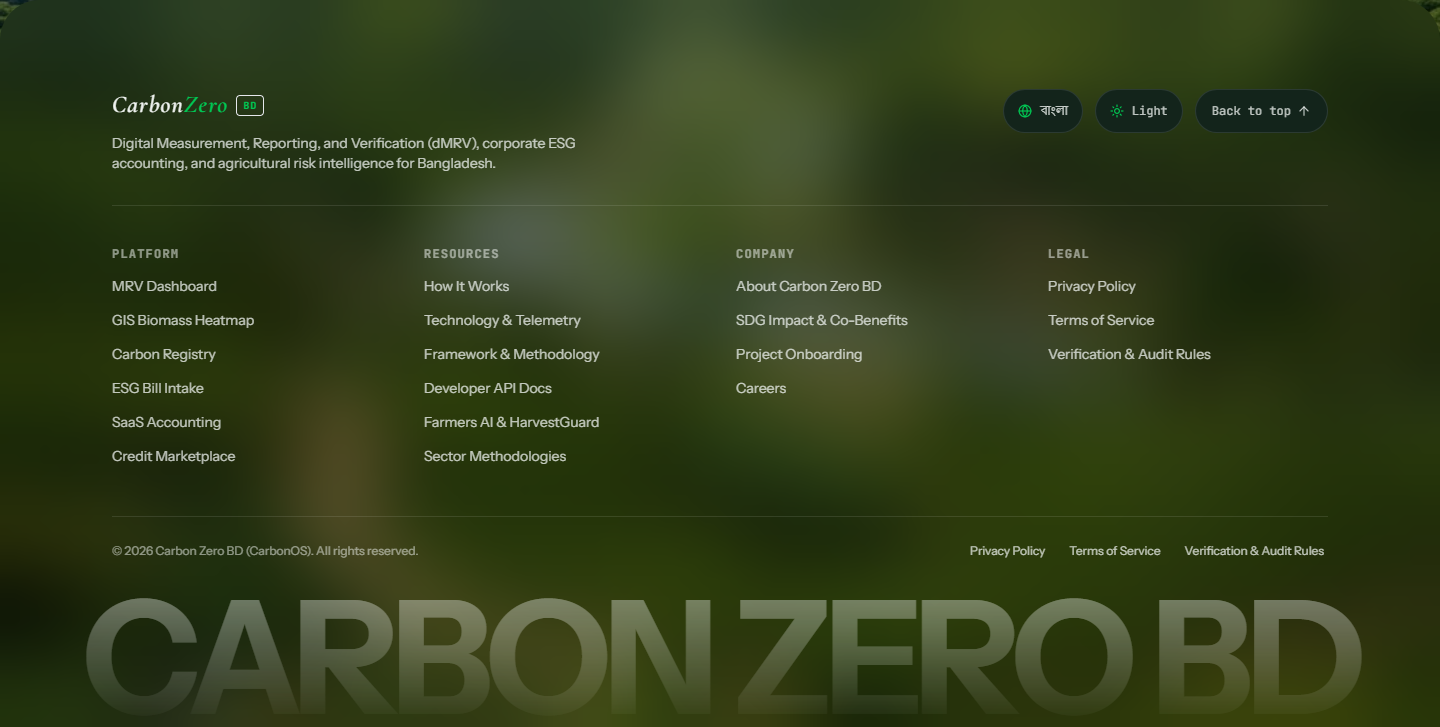 CarbonZero BD
বাংলা
Light
Back to top ↑
Digital Measurement, Reporting, and Verification (dMRV), corporate ESG
accounting, and agricultural risk intelligence for Bangladesh.
PLATFORM
MRV Dashboard
GIS Biomass Heatmap
Carbon Registry
ESG Bill Intake
SaaS Accounting
Credit Marketplace
RESOURCES
How It Works
Technology & Telemetry
Framework & Methodology
Developer API Docs
Farmers AI & HarvestGuard
Sector Methodologies
COMPANY
About Carbon Zero BD
SDG Impact & Co-Benefits
Project Onboarding
Careers
LEGAL
Privacy Policy
Terms of Service
Verification & Audit Rules
© 2026 Carbon Zero BD (CarbonOS). All rights reserved.
Privacy Policy
Terms of Service
Verification & Audit Rules
CARBON ZERO BD